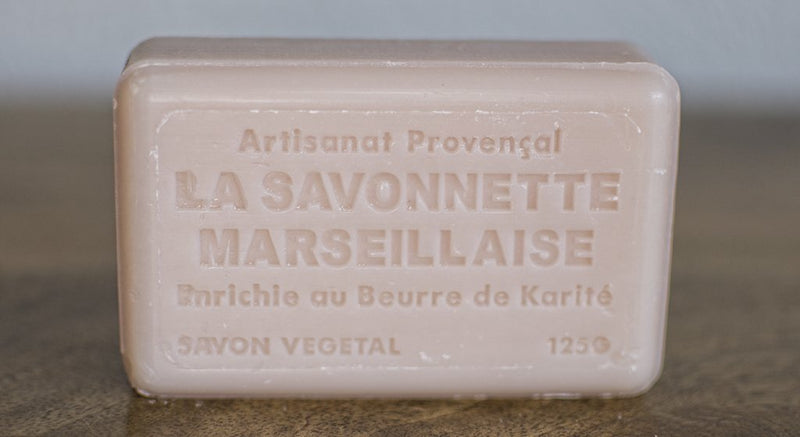 Artisanat Provençal
LA SAVONNETTE
MARSEILLAISE
Enrichie au Beurre de Karité
SAVON VEGETAL 125G